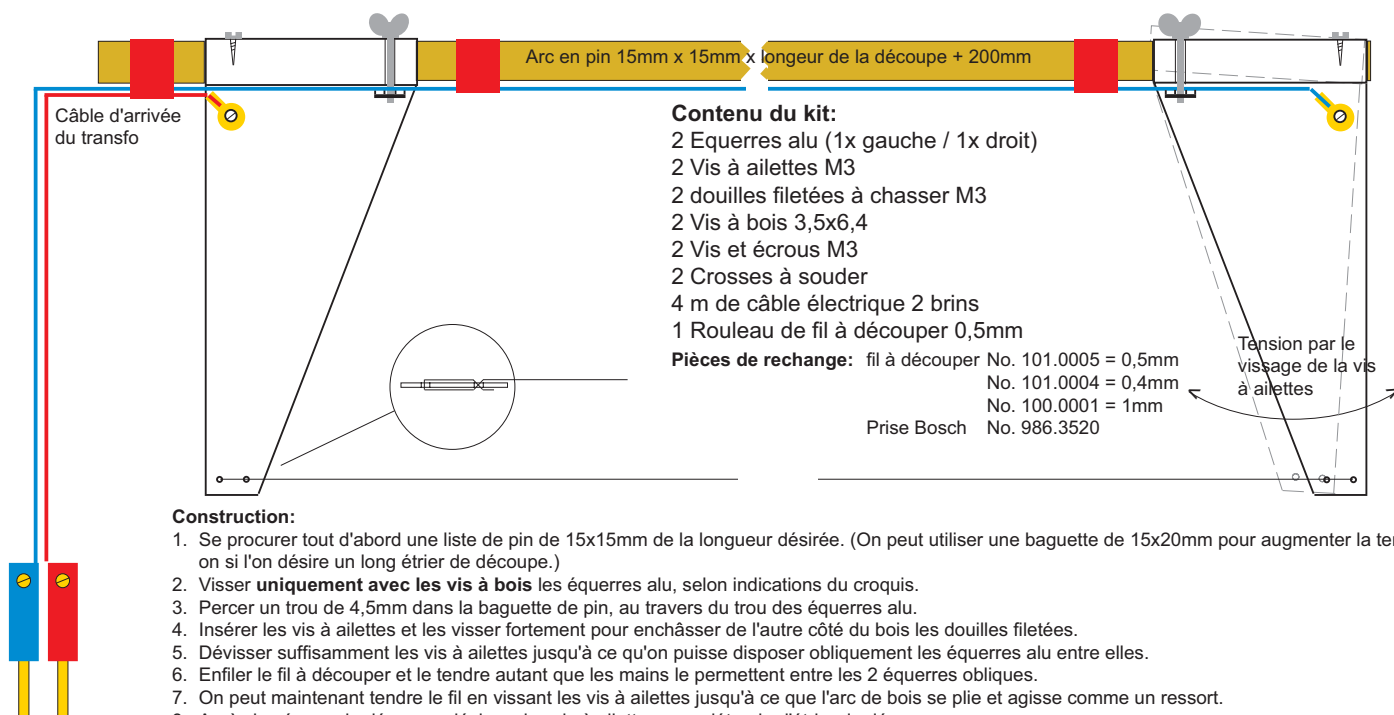 Arc en pin 15mm x 15mm x longeur de la découpe + 200mm
Câble d'arrivée
du transfo
Contenu du kit:
2 Equerres alu (1x gauche / 1x droit)
2 Vis à ailettes M3
2 douilles filetées à chasser M3
2 Vis à bois 3,5x6,4
2 Vis et écrous M3
2 Crosses à souder
4 m de câble électrique 2 brins
1 Rouleau de fil à découper 0,5mm
Pièces de rechange: fil à découper No. 101.0005 = 0,5mm
No. 101.0004 = 0,4mm
No. 100.0001 = 1mm
Prise Bosch No. 986.3520
Tension par le
vissage de la vis
à ailettes
Construction:
1. Se procurer tout d'abord une liste de pin de 15x15mm de la longueur désirée. (On peut utiliser une baguette de 15x20mm pour augmenter la
on si l'on désire un long étrier de découpe.)
2. Visser uniquement avec les vis à bois les équerres alu, selon indications du croquis.
3. Percer un trou de 4,5mm dans la baguette de pin, au travers du trou des équerres alu.
4. Insérer les vis à ailettes et les visser fortement pour enchâsser de l'autre côté du bois les douilles filetées.
5. Dévisser suffisamment les vis à ailettes jusqu'à ce qu'on puisse disposer obliquement les équerres alu entre elles.
6. Enfiler le fil à découper et le tendre autant que les mains le permettent entre les 2 équerres obliques.
7. On peut maintenant tendre le fil en vissant les vis à ailettes jusqu'à ce que l'arc de bois se plie et agisse comme un ressort.